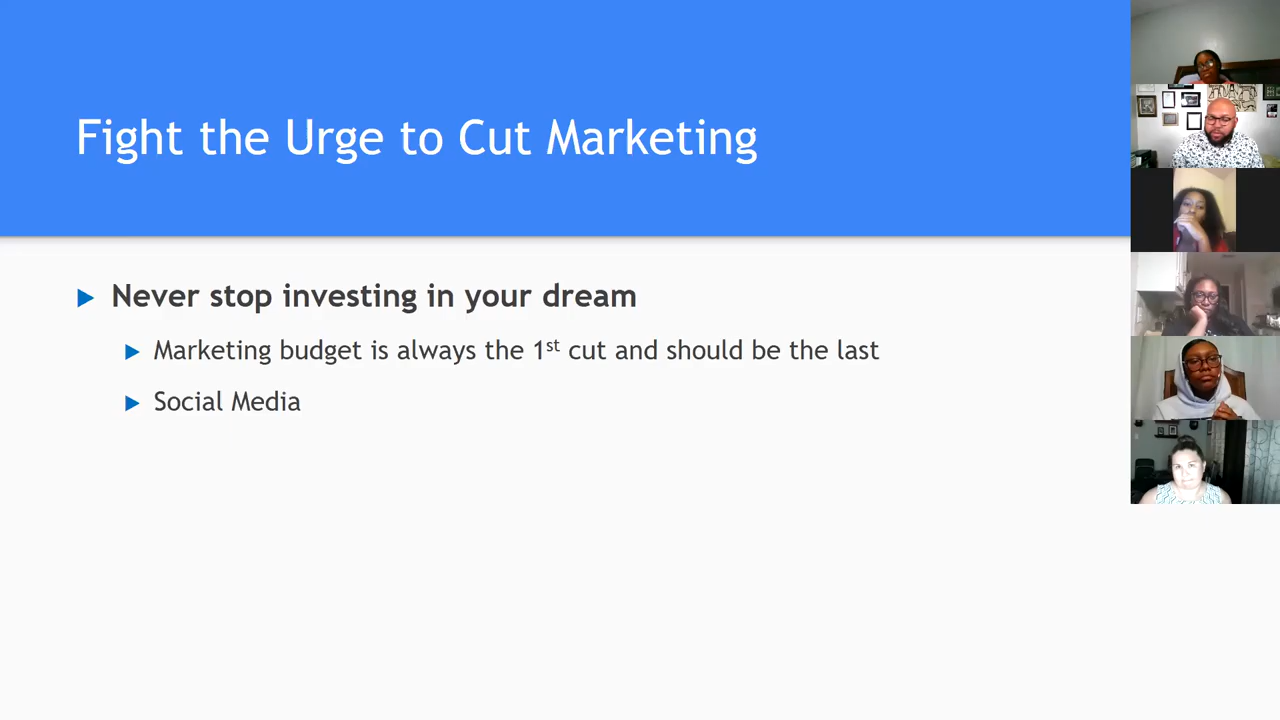 Fight the Urge to Cut Marketing
Never stop investing in your dream
Marketing budget is always the 1st cut and should be the last
Social Media